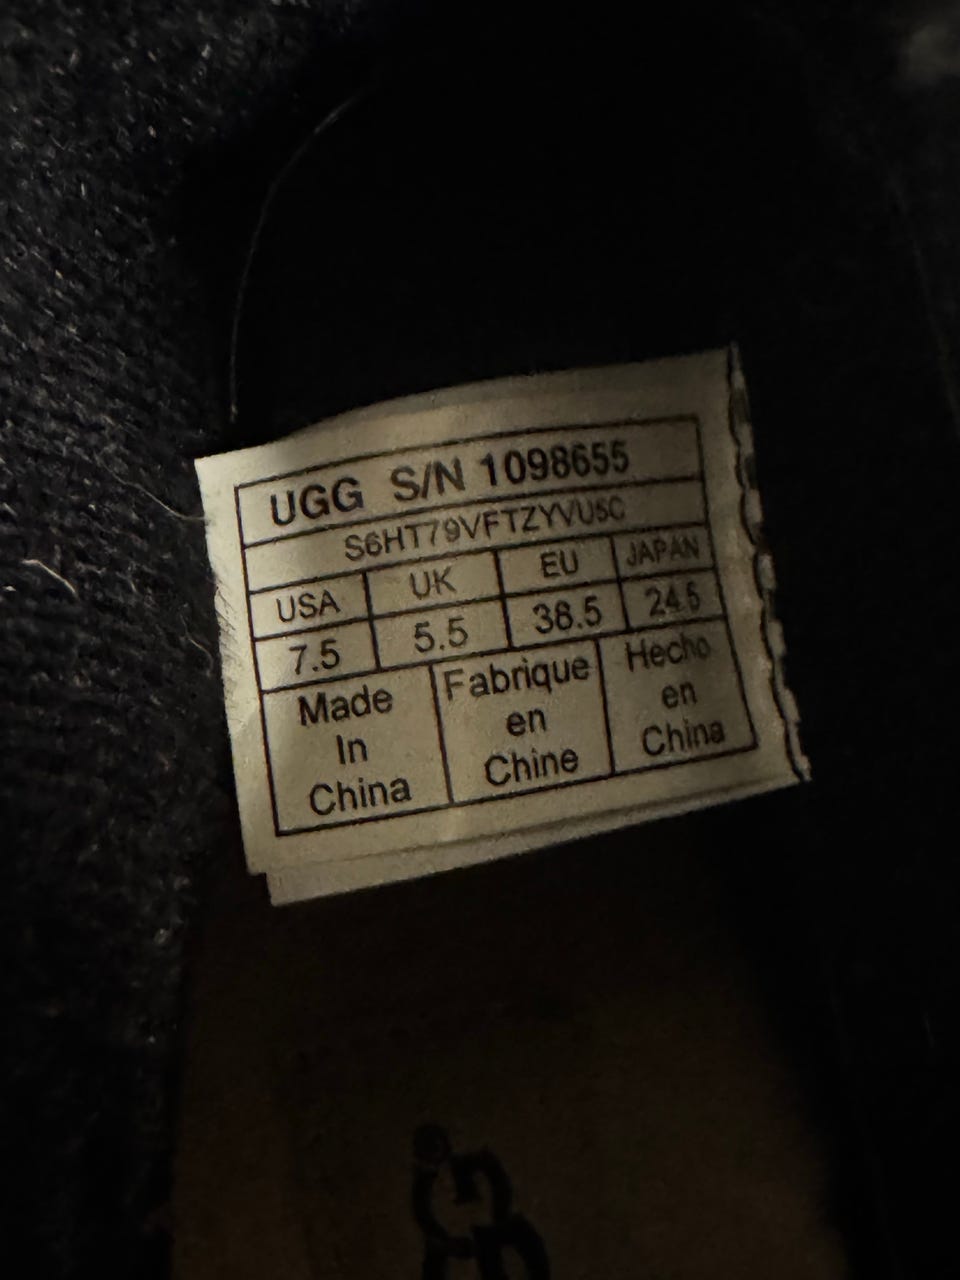 UGG S/N 1098655
S6HT79VFTZYVU5C
USA UK EU JAPAN
7.5 5.5 38.5 24.5
Made In China
Fabrique en Chine
Hecho en China